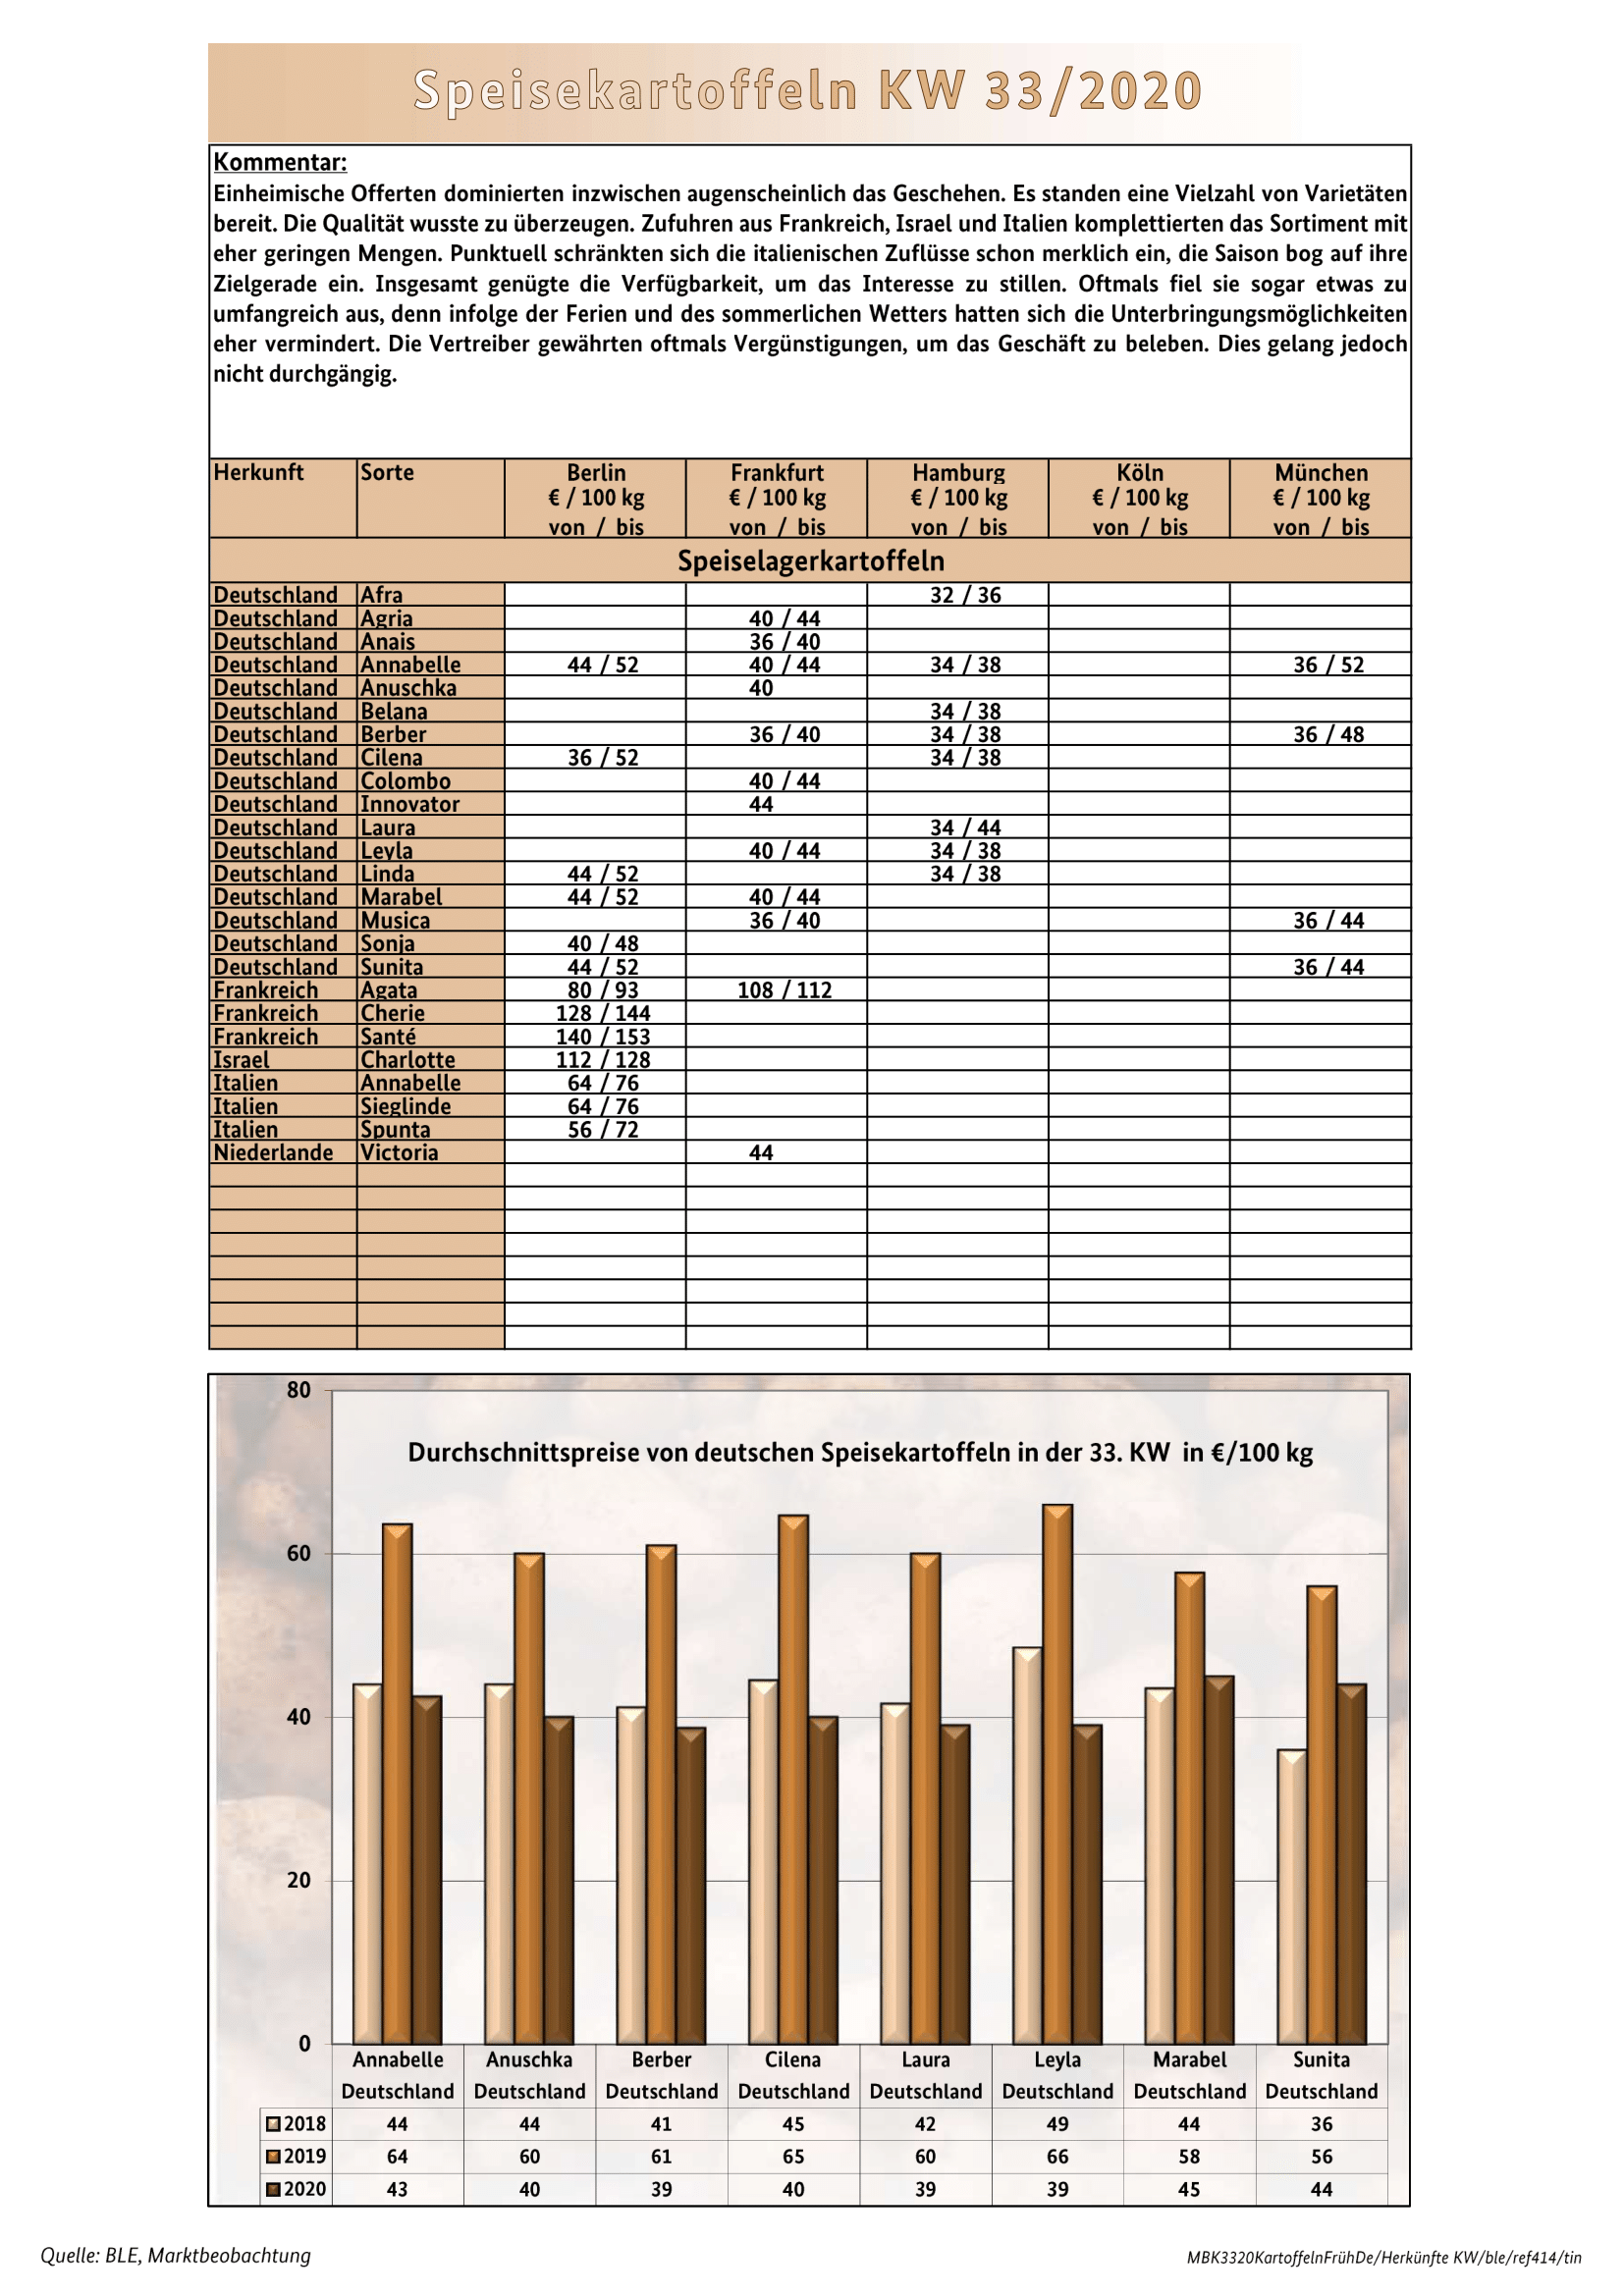 Speisekartoffeln KW 33/2020
Kommentar:
Einheimische Offerten dominierten inzwischen augenscheinlich das Geschehen. Es standen eine Vielzahl von Varietäten
bereit. Die Qualität wusste zu überzeugen. Zufuhren aus Frankreich, Israel und Italien komplettierten das Sortiment mit
eher geringen Mengen. Punktuell schränkten sich die italienischen Zuflüsse schon merklich ein, die Saison bog auf ihre
Zielgerade ein. Insgesamt genügte die Verfügbarkeit, um das Interesse zu stillen. Oftmals fiel sie sogar etwas zu
umfangreich aus, denn infolge der Ferien und des sommerlichen Wetters hatten sich die Unterbringungsmöglichkeiten
eher vermindert. Die Vertreiber gewährten oftmals Vergünstigungen, um das Geschäft zu beleben. Dies gelang jedoch
nicht durchgängig.
Herkunft Sorte Berlin Frankfurt Hamburg Köln München
€ / 100 kg € / 100 kg € / 100 kg € / 100 kg € / 100 kg
von / bis von / bis von / bis von / bis von / bis
Speiselagerkartoffeln
Deutschland Afra 32 / 36
Deutschland Agria 40 / 44
Deutschland Anais 36 / 40
Deutschland Annabelle 44 / 52 40 / 44 34 / 38 36 / 52
Deutschland Anuschka 40
Deutschland Belana 34 / 38
Deutschland Berber 36 / 40 34 / 38 36 / 48
Deutschland Cilena 36 / 52 34 / 38
Deutschland Colombo 40 / 44
Deutschland Innovator 44
Deutschland Laura 34 / 44
Deutschland Leyla 40 / 44 34 / 38
Deutschland Linda 44 / 52 34 / 38
Deutschland Marabel 44 / 52 40 / 44
Deutschland Musica 36 / 40 36 / 44
Deutschland Sonja 40 / 48
Deutschland Sunita 44 / 52 36 / 44
Frankreich Agata 80 / 93 108 / 112
Frankreich Cherie 128 / 144
Frankreich Santé 140 / 153
Israel Charlotte 112 / 128
Italien Annabelle 64 / 76
Italien Sieglinde 64 / 76
Italien Spunta 56 / 72
Niederlande Victoria 44
80
Durchschnittspreise von deutschen Speisekartoffeln in der 33. KW in €/100 kg
60
40
20
0
Annabelle Anuschka Berber Cilena Laura Leyla Marabel Sunita
Deutschland Deutschland Deutschland Deutschland Deutschland Deutschland Deutschland Deutschland
2018 44 44 41 45 42 49 44 36
2019 64 60 61 65 60 66 58 56
2020 43 40 39 40 39 39 45 44
Quelle: BLE, Marktbeobachtung MBK3320KartoffelnFrühDe/Herkünfte KW/ble/ref414/tin